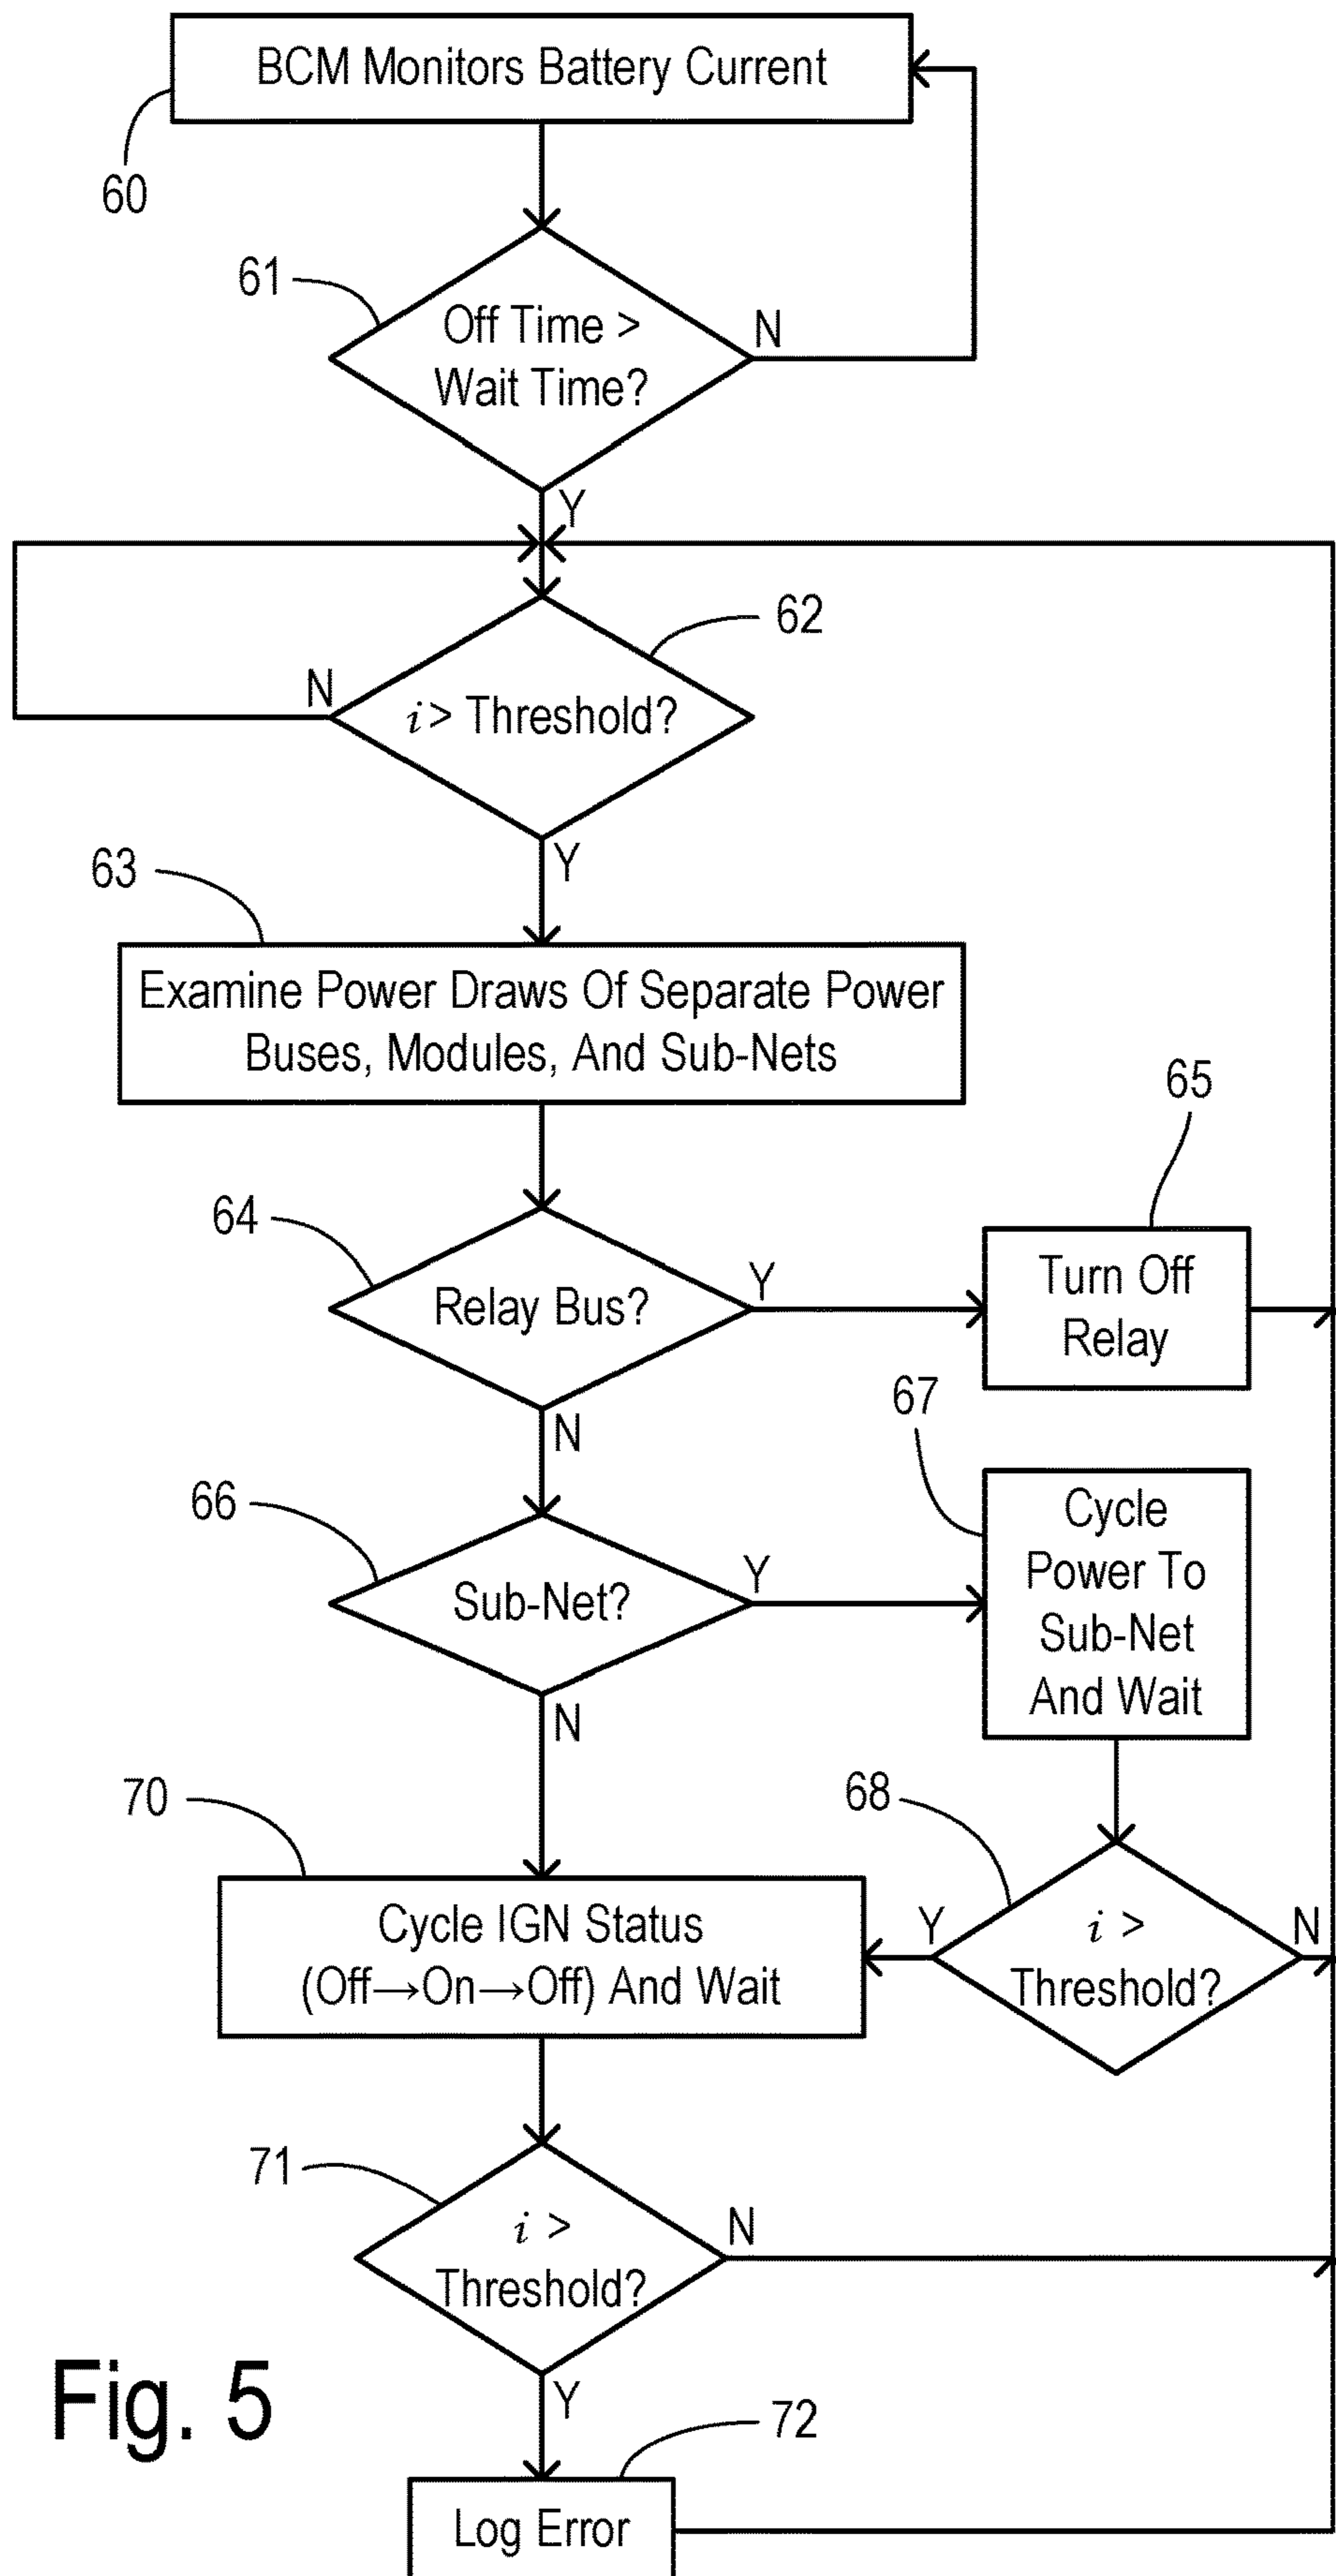 BCM Monitors Battery Current
60
61
Off Time >
Wait Time?
N
Y
62
N
i > Threshold?
Y
63
Examine Power Draws Of Separate Power
Buses, Modules, And Sub-Nets
65
64
Relay Bus?
Y
Turn Off
Relay
N
67
66
Sub-Net?
Y
Cycle
Power To
Sub-Net
And Wait
N
70
68
Cycle IGN Status
(Off→On→Off) And Wait
Y
i >
Threshold?
N
71
i >
Threshold?
N
Y
Fig. 5
72
Log Error